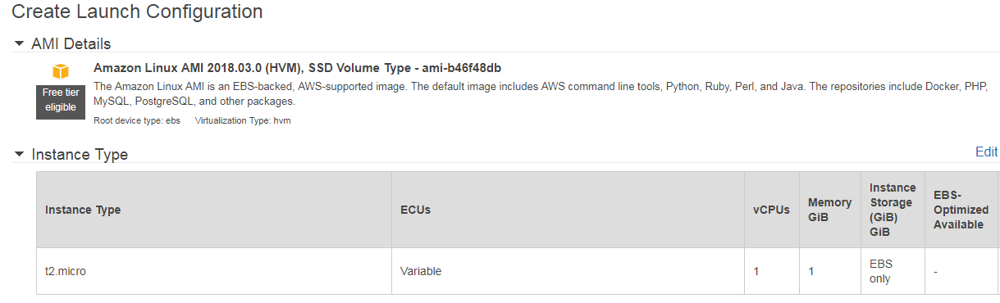 Create Launch Configuration
AMI Details
Amazon Linux AMI 2018.03.0 (HVM), SSD Volume Type - ami-b46f48db
Free tier
eligible
The Amazon Linux AMI is an EBS-backed, AWS-supported image. The default image includes AWS command line tools, Python, Ruby, Perl, and Java. The repositories include Docker, PHP,
MySQL, PostgreSQL, and other packages.
Root device type: ebs Virtualization Type: hvm
Instance Type
Edit
Instance Type
ECUs
vCPUs
Memory
GiB
Instance
Storage
(GiB)
GiB
EBS-
Optimized
Available
t2.micro
Variable
1
1
EBS
only
-